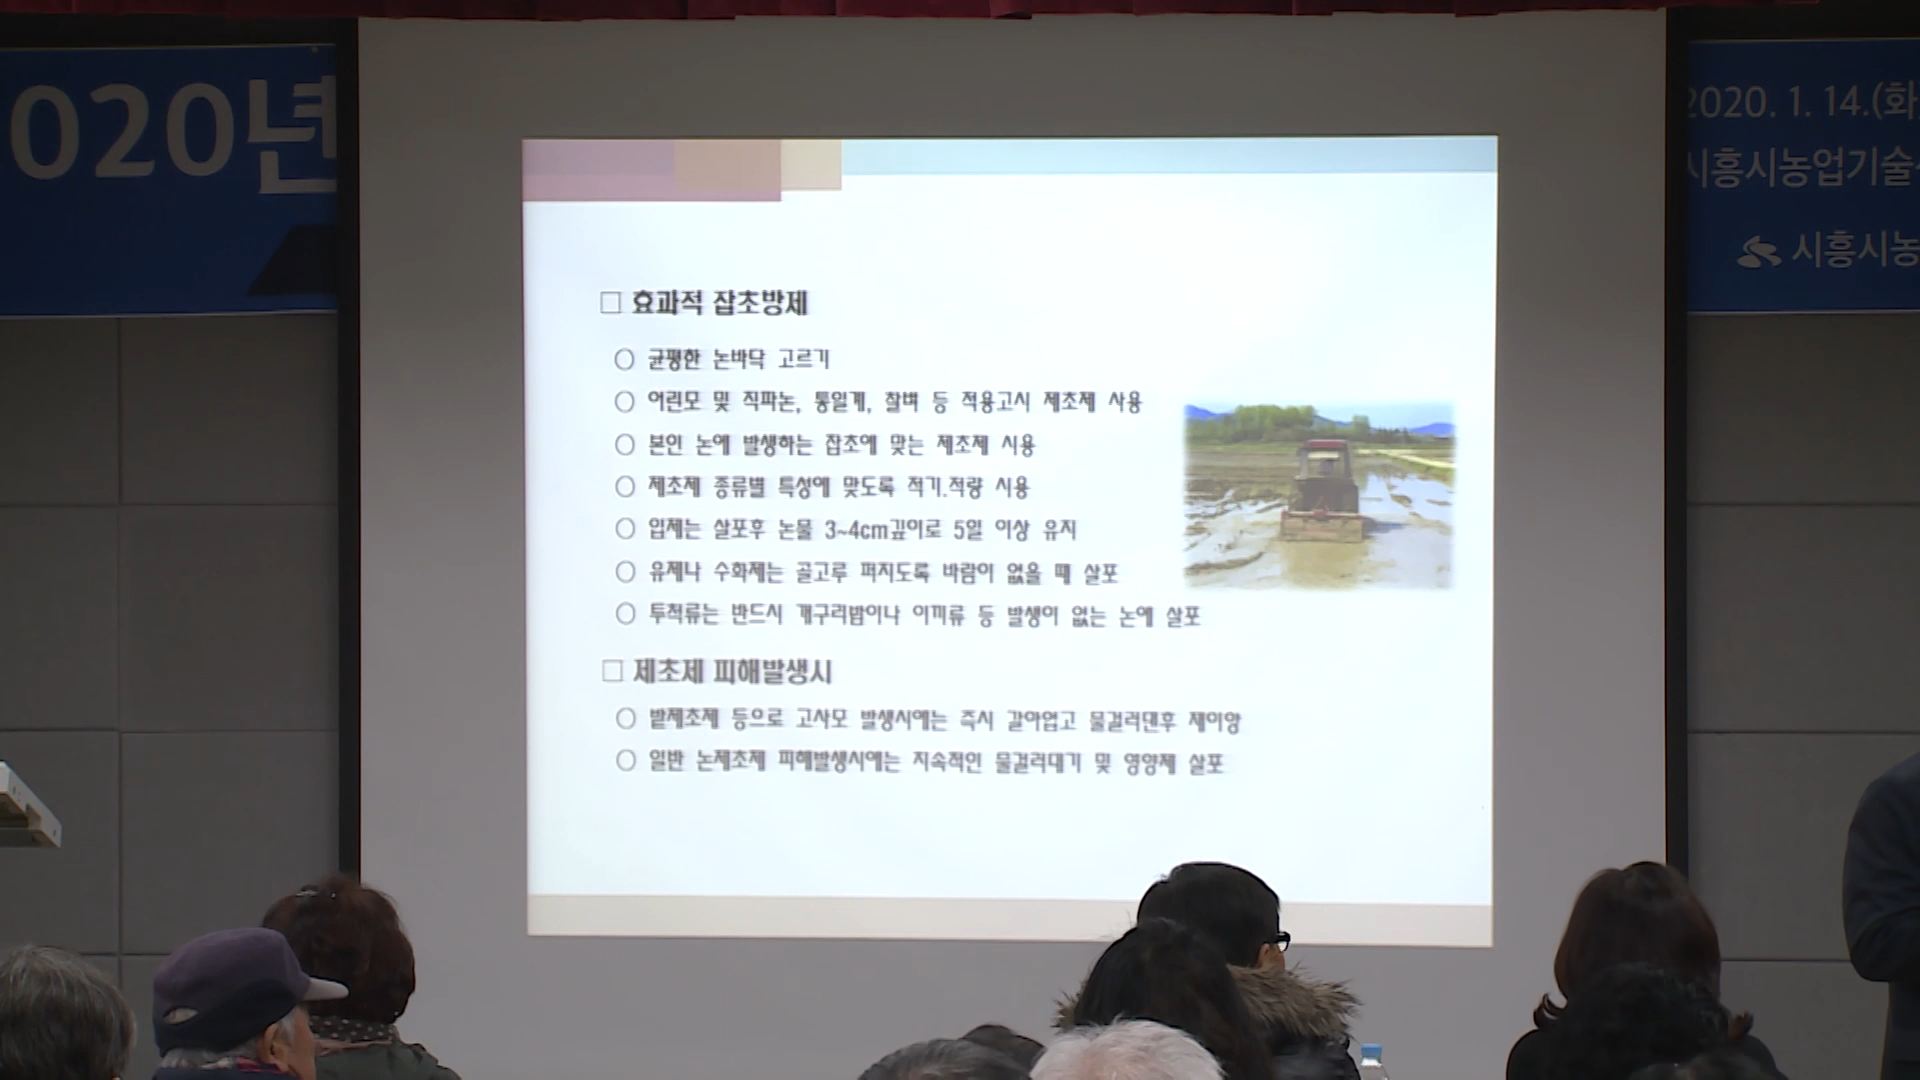 2020년
□ 효과적 잡초방제
○ 균평한 논바닥 고르기
○ 어린모 및 직파논, 통일계, 찰벼 등 적용고시 제초제 사용
○ 본인 논에 발생하는 잡초에 맞는 제초제 시용
○ 제초제 종류별 특성에 맞도록 적기.적량 시용
○ 입제는 살포후 논물 3~4cm깊이로 5일 이상 유지
○ 유제나 수화제는 골고루 퍼지도록 바람이 없을 때 살포
○ 투척류는 반드시 개구리밥이나 이끼류 등 발생이 없는 논에 살포
□ 제초제 피해발생시
○ 밭제초제 등으로 고사모 발생시에는 즉시 갈아엎고 물걸러댄후 재이앙
○ 일반 논제초제 피해발생시에는 지속적인 물걸러대기 및 영양제 살포
2020. 1. 14.(화
시흥시농업기술
시흥시농